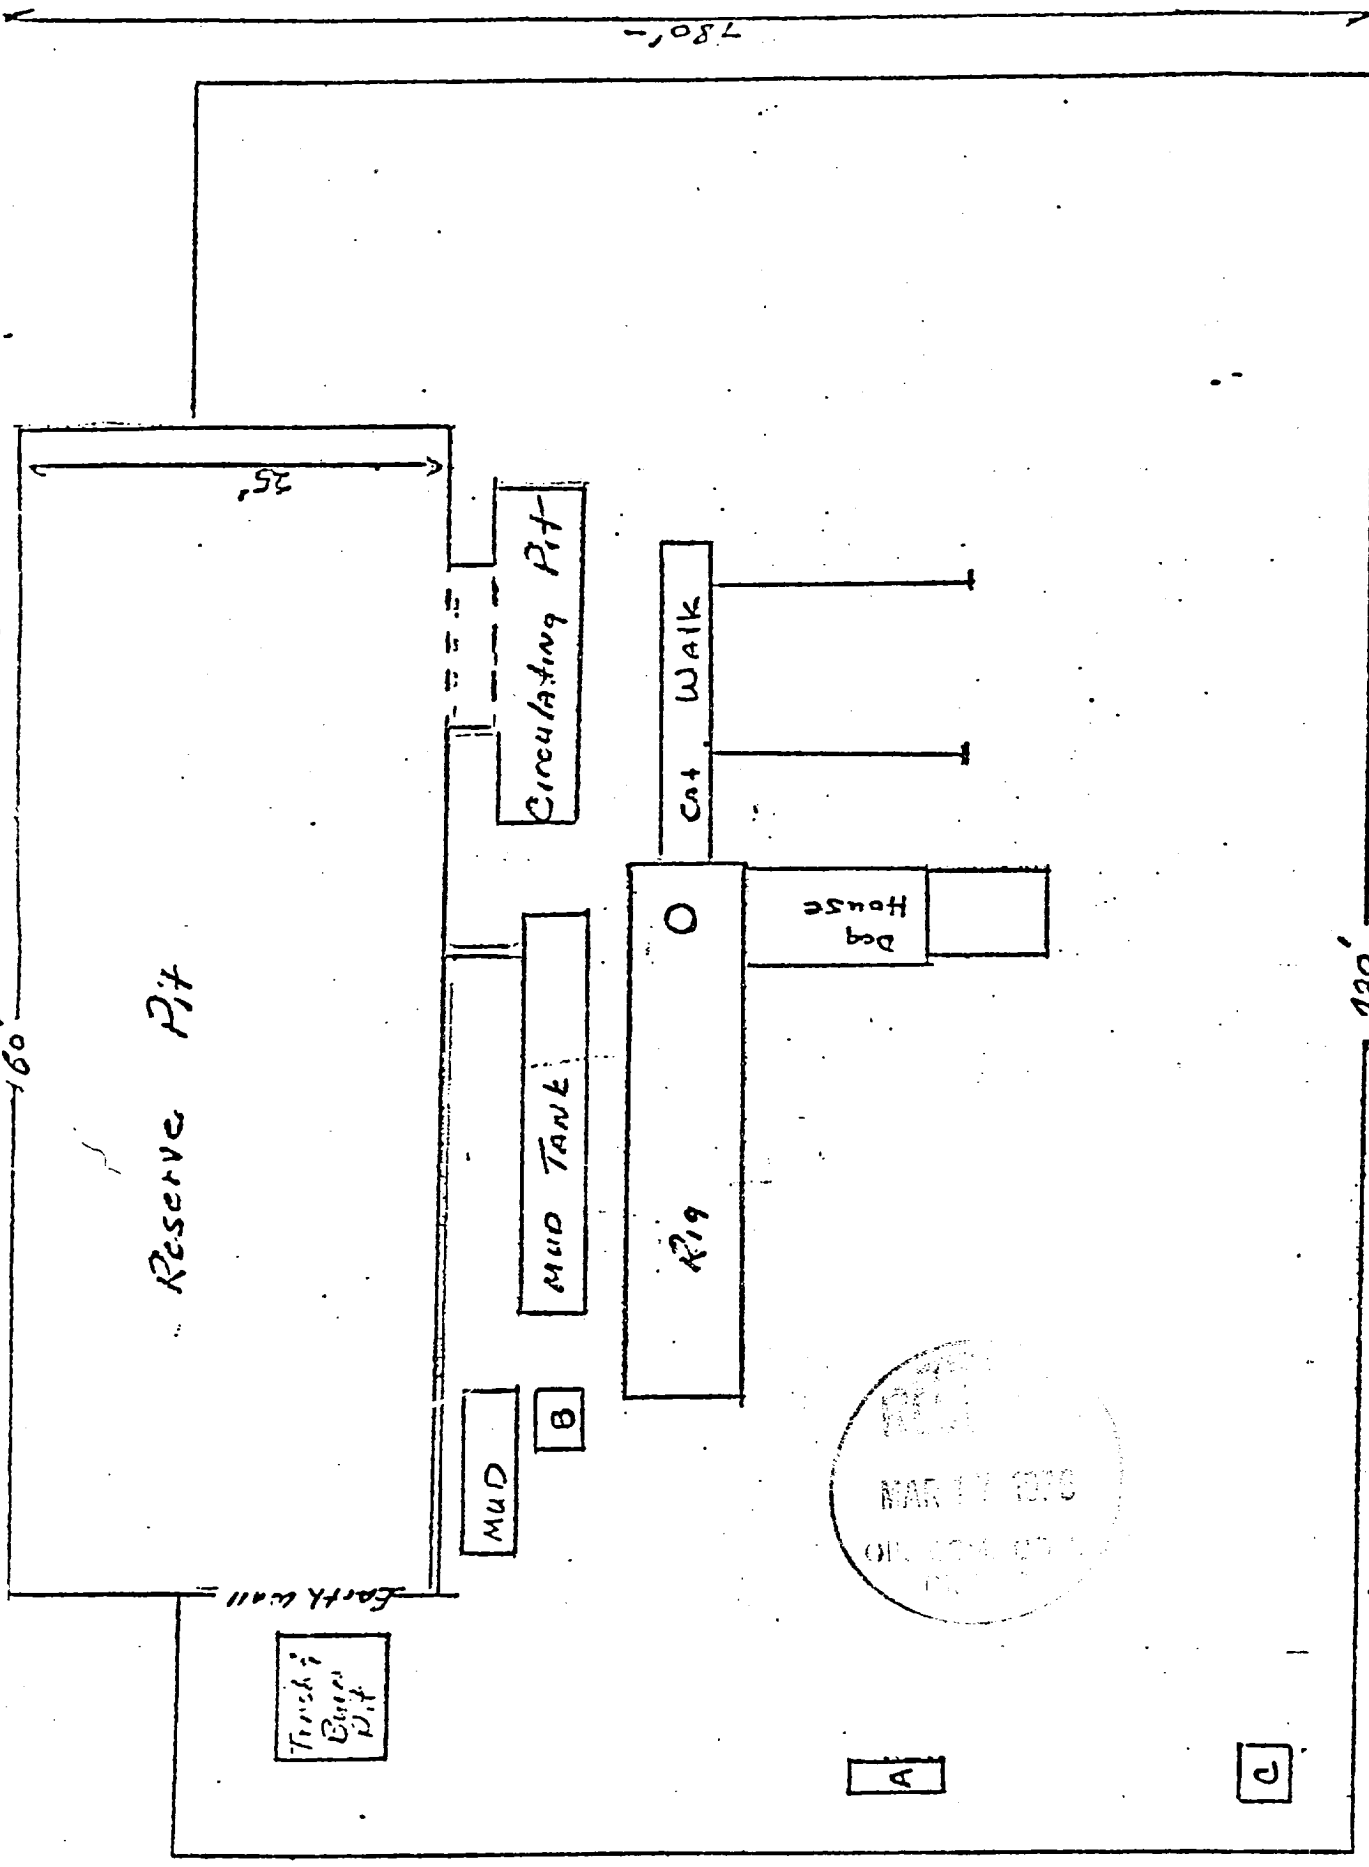 160'
Reserve Pit
25'
Earth Wall
Trash &
Burn
Pit
MUD
B
MUD TANK
Circulating Pit
Rig
Cat Walk
Dog
House
A
C
MAR 17
120'